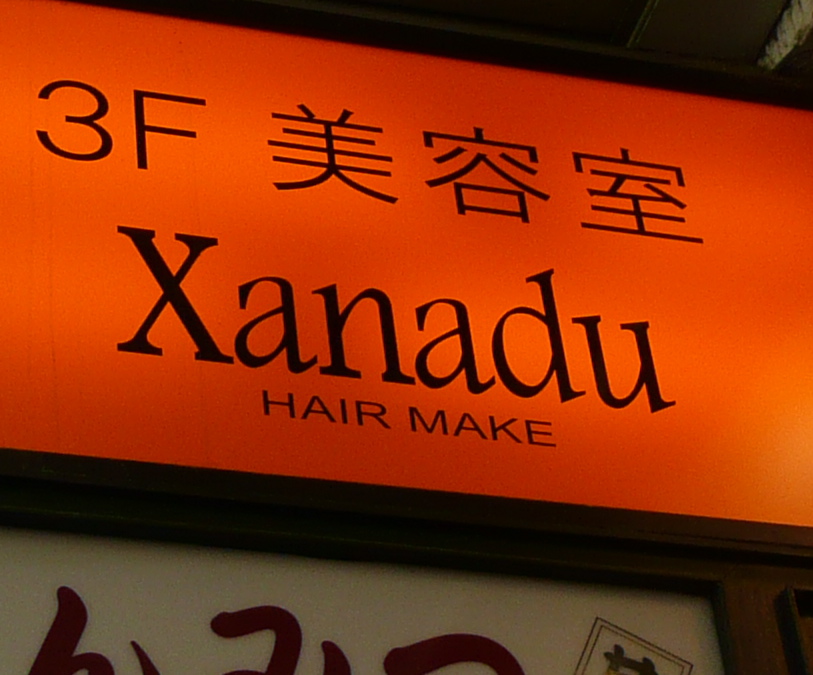 3F 美容室
Xanadu
HAIR MAKE